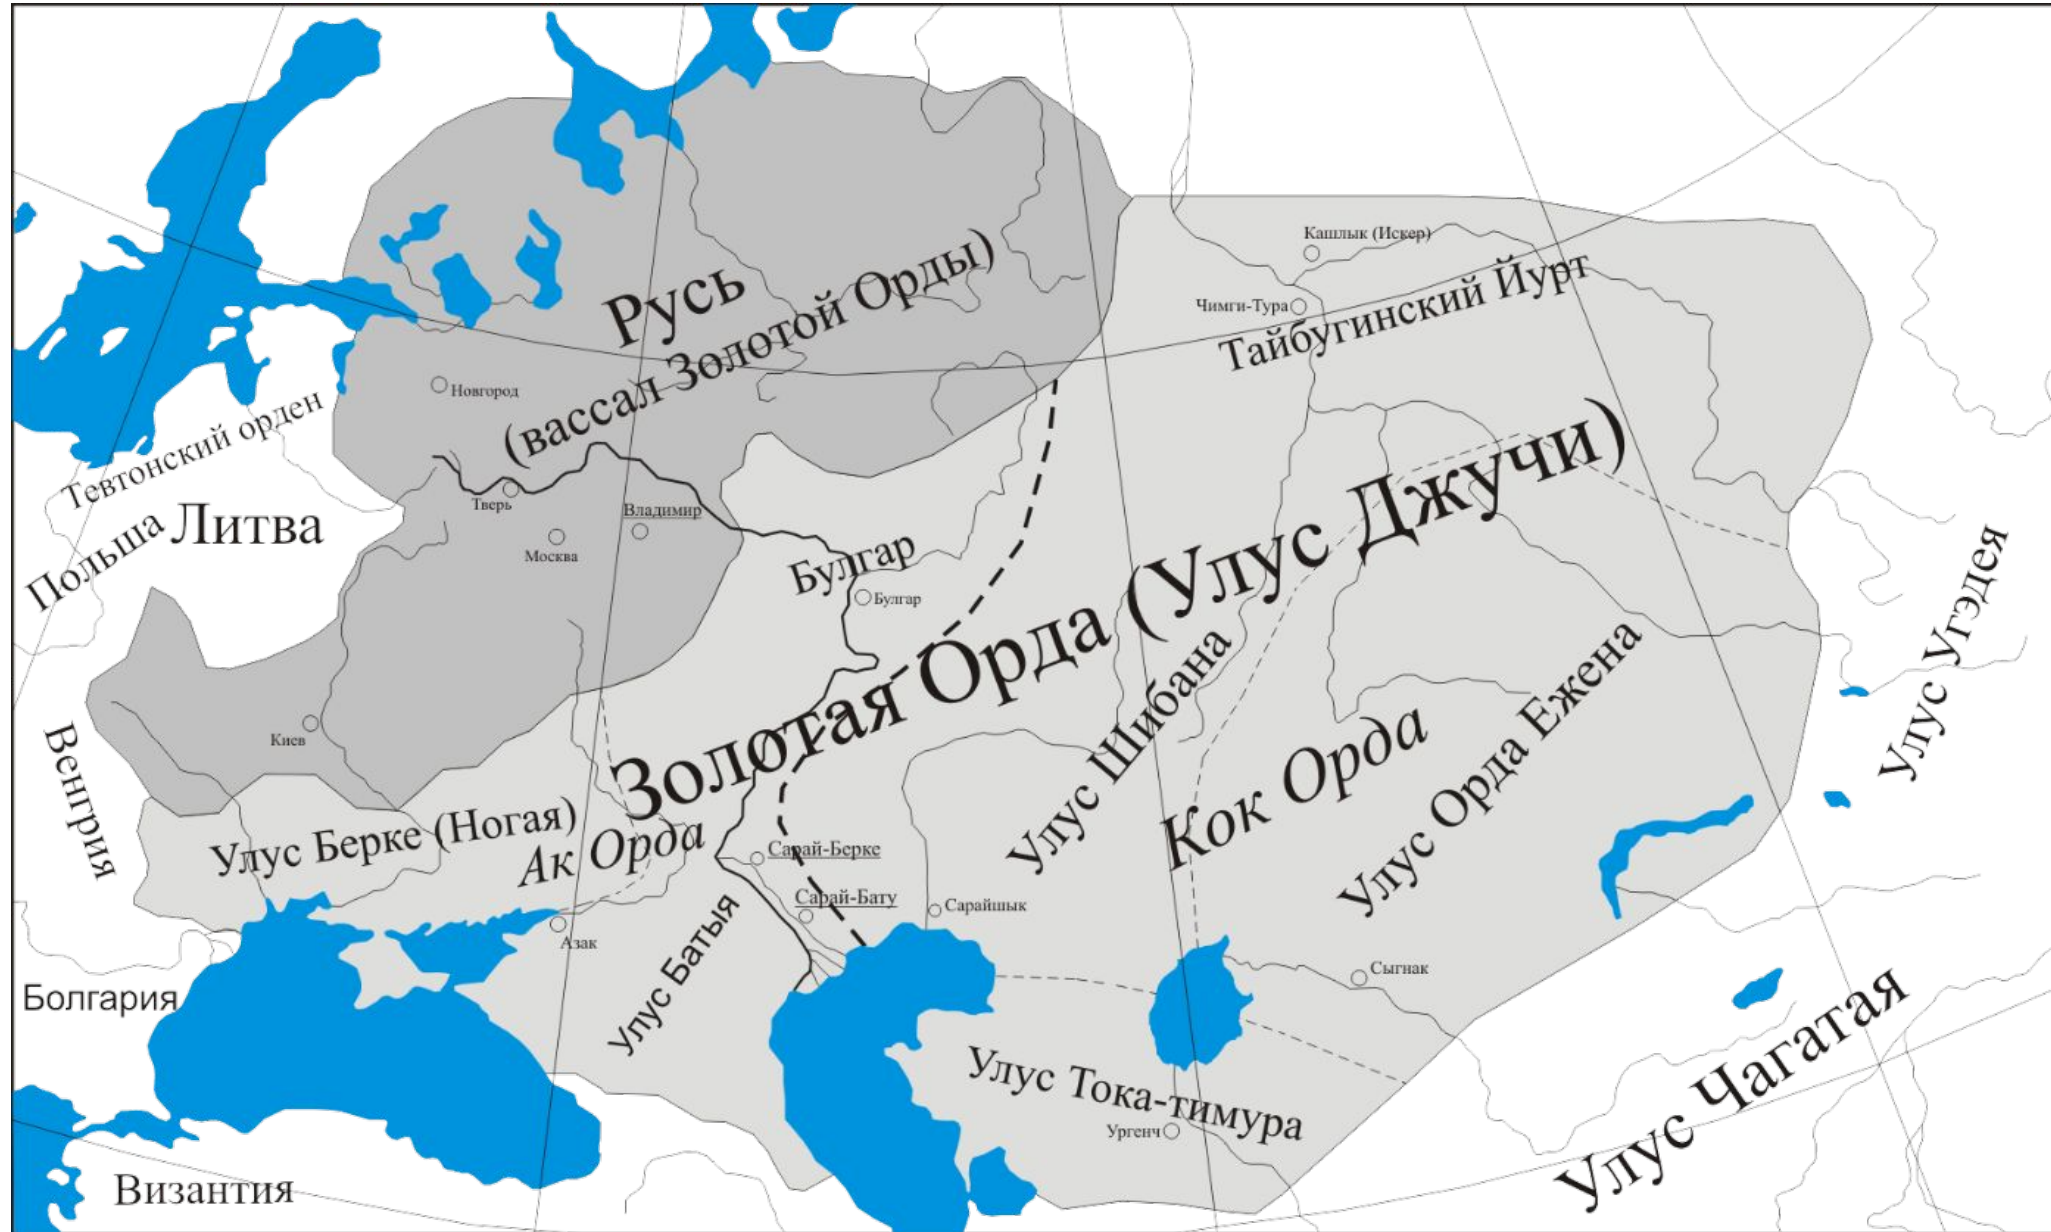 Кашлык (Искер)
Чимги-Тура
Тайбугинский Йурт
Русь
(вассал Золотой Орды)
Новгород
Тевтонский орден
Литва
Польша
Тверь
Владимир
Москва
Булгар
Булгар
Золотая Орда (Улус Джучи)
Улус Угэдея
Венгрия
Киев
Улус Берке (Ногая)
Ак Орда
Улус Шибана
Кок Орда
Улус Орда Ежена
Сарай-Берке
Сарай-Бату
Сарайшык
Азак
Улус Батыя
Сыгнак
Болгария
Улус Тока-тимура
Ургенч
Улус Чагатая
Византия